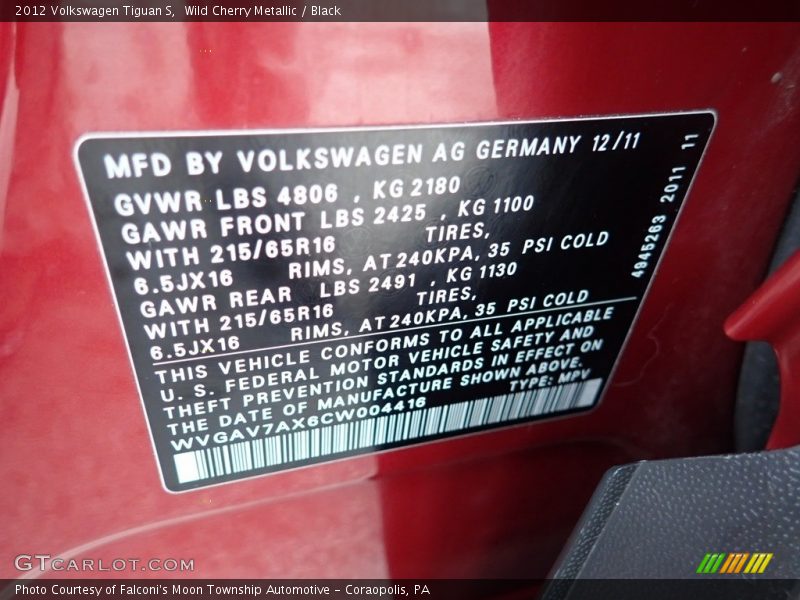 2012 Volkswagen Tiguan S,  Wild Cherry Metallic / Black
MFD BY VOLKSWAGEN AG GERMANY 12/11
GVWR LBS 4806 , KG 2180
GAWR FRONT LBS 2425 , KG 1100
WITH 215/65R16 TIRES,
6.5JX16 RIMS, AT 240KPA, 35 PSI COLD
GAWR REAR LBS 2491 , KG 1130
WITH 215/65R16 TIRES,
6.5JX16 RIMS, AT 240KPA, 35 PSI COLD
THIS VEHICLE CONFORMS TO ALL APPLICABLE
U. S. FEDERAL MOTOR VEHICLE SAFETY AND
THEFT PREVENTION STANDARDS IN EFFECT ON
THE DATE OF MANUFACTURE SHOWN ABOVE.
WVGAV7AX6CW004416 TYPE: MPV
4945263 2011 11
GTCARLOT.COM
Photo Courtesy of Falconi's Moon Township Automotive – Coraopolis, PA